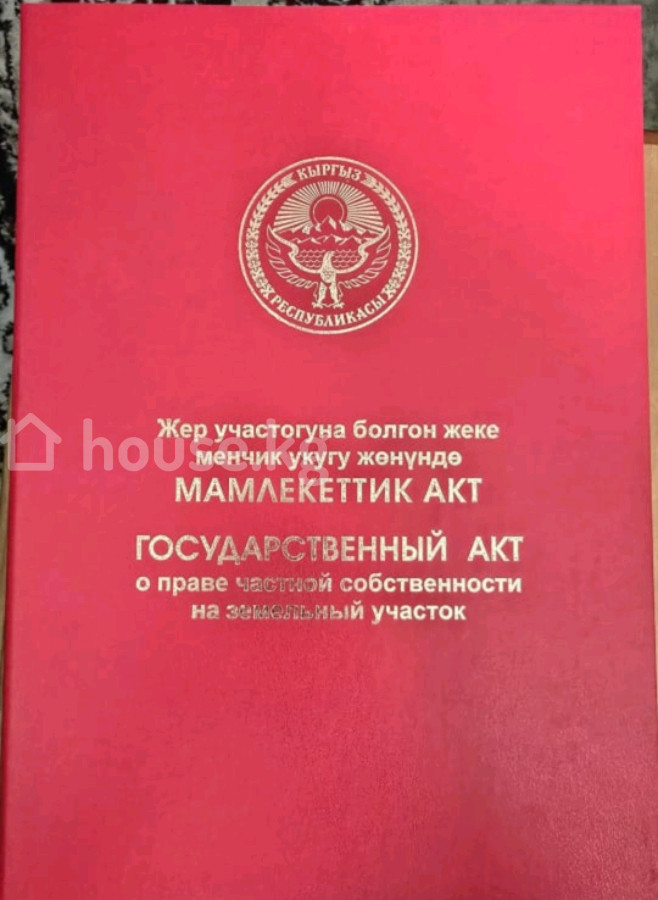 КЫРГЫЗ
РЕСПУБЛИКАСЫ
Жер участогуна болгон жеке
менчик укугу жөнүндө
МАМЛЕКЕТТИК АКТ
house.kg
ГОСУДАРСТВЕННЫЙ АКТ
о праве частной собственности
на земельный участок